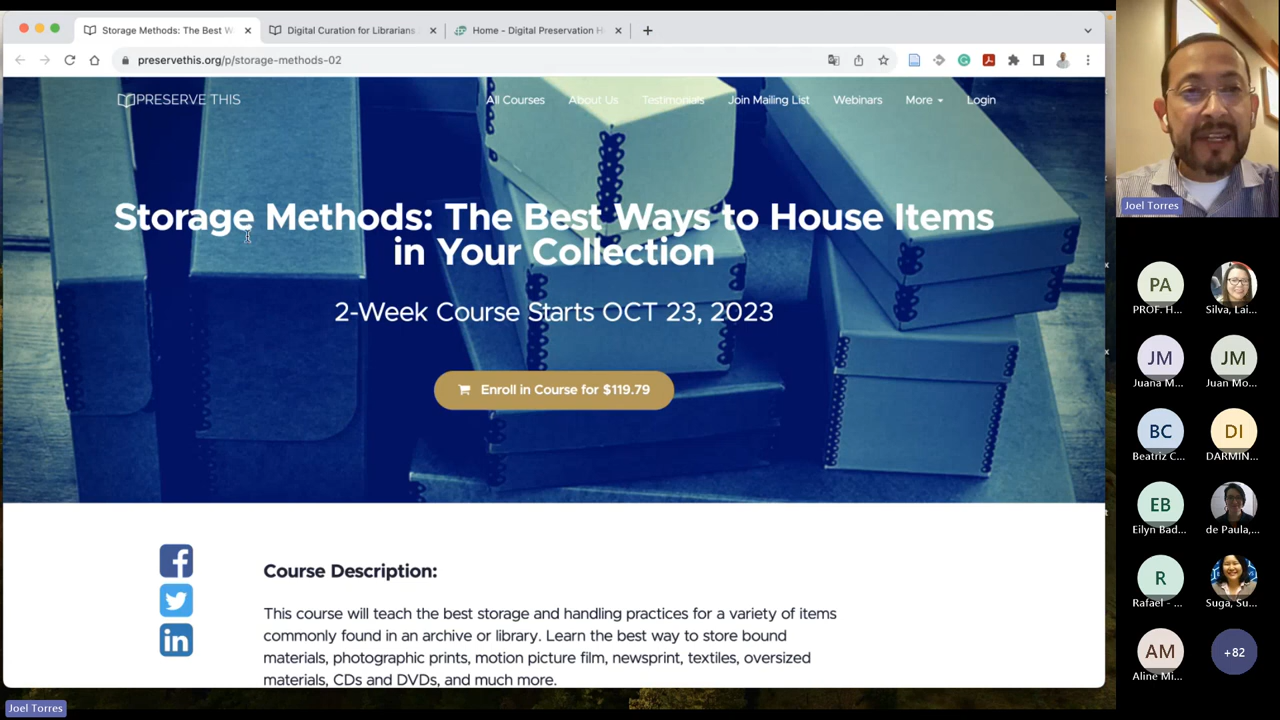 Storage Methods: The Best W
Digital Curation for Librarians
Home - Digital Preservation H
preservethis.org/p/storage-methods-02
PRESERVE THIS
All Courses
About Us
Testimonials
Join Mailing List
Webinars
More
Login
Storage Methods: The Best Ways to House Items
in Your Collection
2-Week Course Starts OCT 23, 2023
Enroll in Course for $119.79
Course Description:
This course will teach the best storage and handling practices for a variety of items
commonly found in an archive or library. Learn the best way to store bound
materials, photographic prints, motion picture film, newsprint, textiles, oversized
materials, CDs and DVDs, and much more.
Joel Torres
PA
PROF. H...
Silva, Lai...
JM
Juana M...
JM
Juan Mo...
BC
Beatriz C...
DI
DARMIN...
EB
Eilyn Bad...
de Paula,...
R
Rafael - ...
Suga, Su...
AM
Aline Mi...
+82
Joel Torres